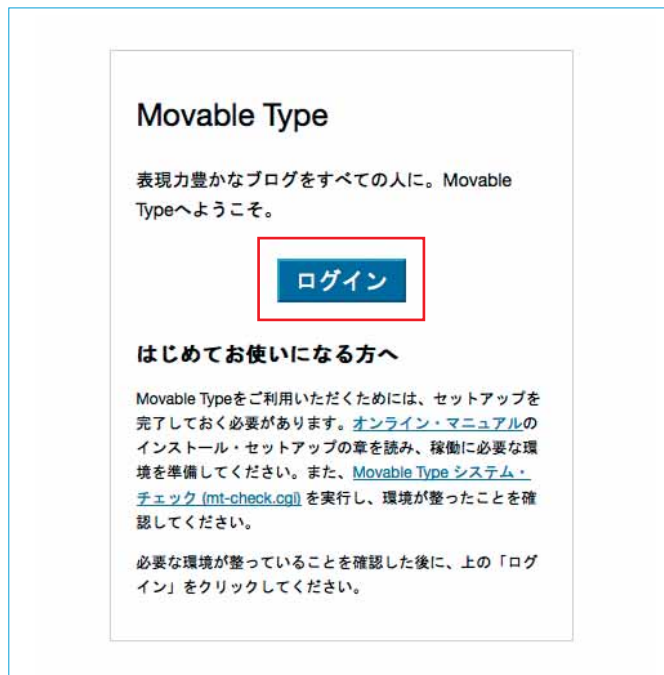 Movable Type
表現力豊かなブログをすべての人に。Movable
Typeへようこそ。
ログイン
はじめてお使いになる方へ
Movable Typeをご利用いただくためには、セットアップを
完了しておく必要があります。オンライン・マニュアルの
インストール・セットアップの章を読み、稼働に必要な環
境を準備してください。また、Movable Type システム・
チェック (mt-check.cgi) を実行し、環境が整ったことを確
認してください。
必要な環境が整っていることを確認した後に、上の「ログ
イン」をクリックしてください。